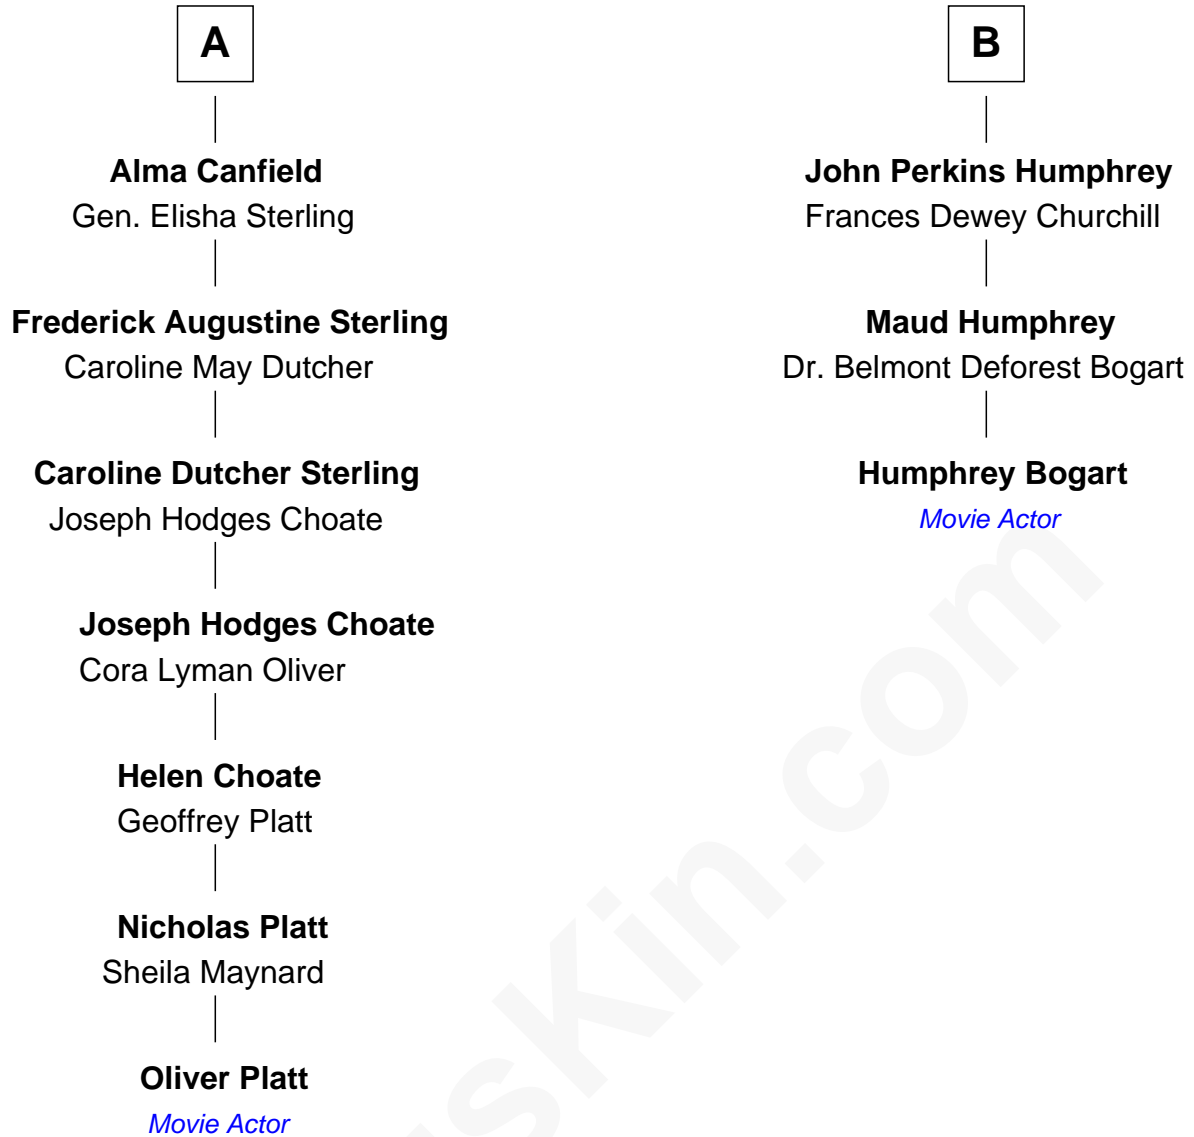 A
Alma Canfield
Gen. Elisha Sterling
Frederick Augustine Sterling
Caroline May Dutcher
Caroline Dutcher Sterling
Joseph Hodges Choate
Joseph Hodges Choate
Cora Lyman Oliver
Helen Choate
Geoffrey Platt
Nicholas Platt
Sheila Maynard
Oliver Platt
Movie Actor
B
John Perkins Humphrey
Frances Dewey Churchill
Maud Humphrey
Dr. Belmont Deforest Bogart
Humphrey Bogart
Movie Actor
usKin.com